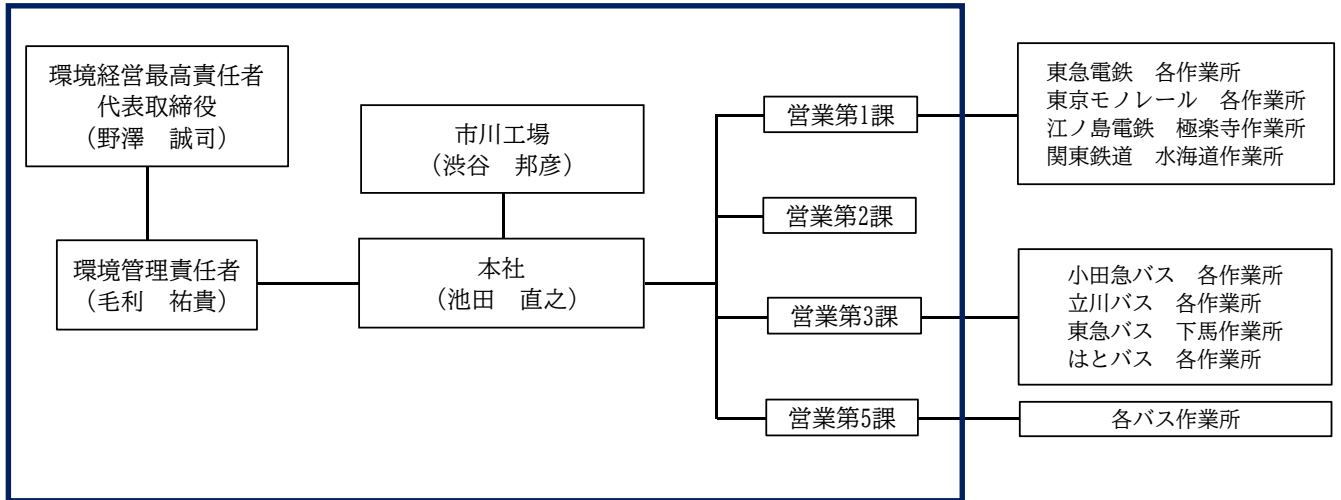 環境経営最高責任者
代表取締役
（野澤　誠司）
環境管理責任者
（毛利　祐貴）
市川工場
（渋谷　邦彦）
本社
（池田　直之）
営業第1課
営業第2課
営業第3課
営業第5課
東急電鉄　各作業所
東京モノレール　各作業所
江ノ島電鉄　極楽寺作業所
関東鉄道　水海道作業所
小田急バス　各作業所
立川バス　各作業所
東急バス　下馬作業所
はとバス　各作業所
各バス作業所